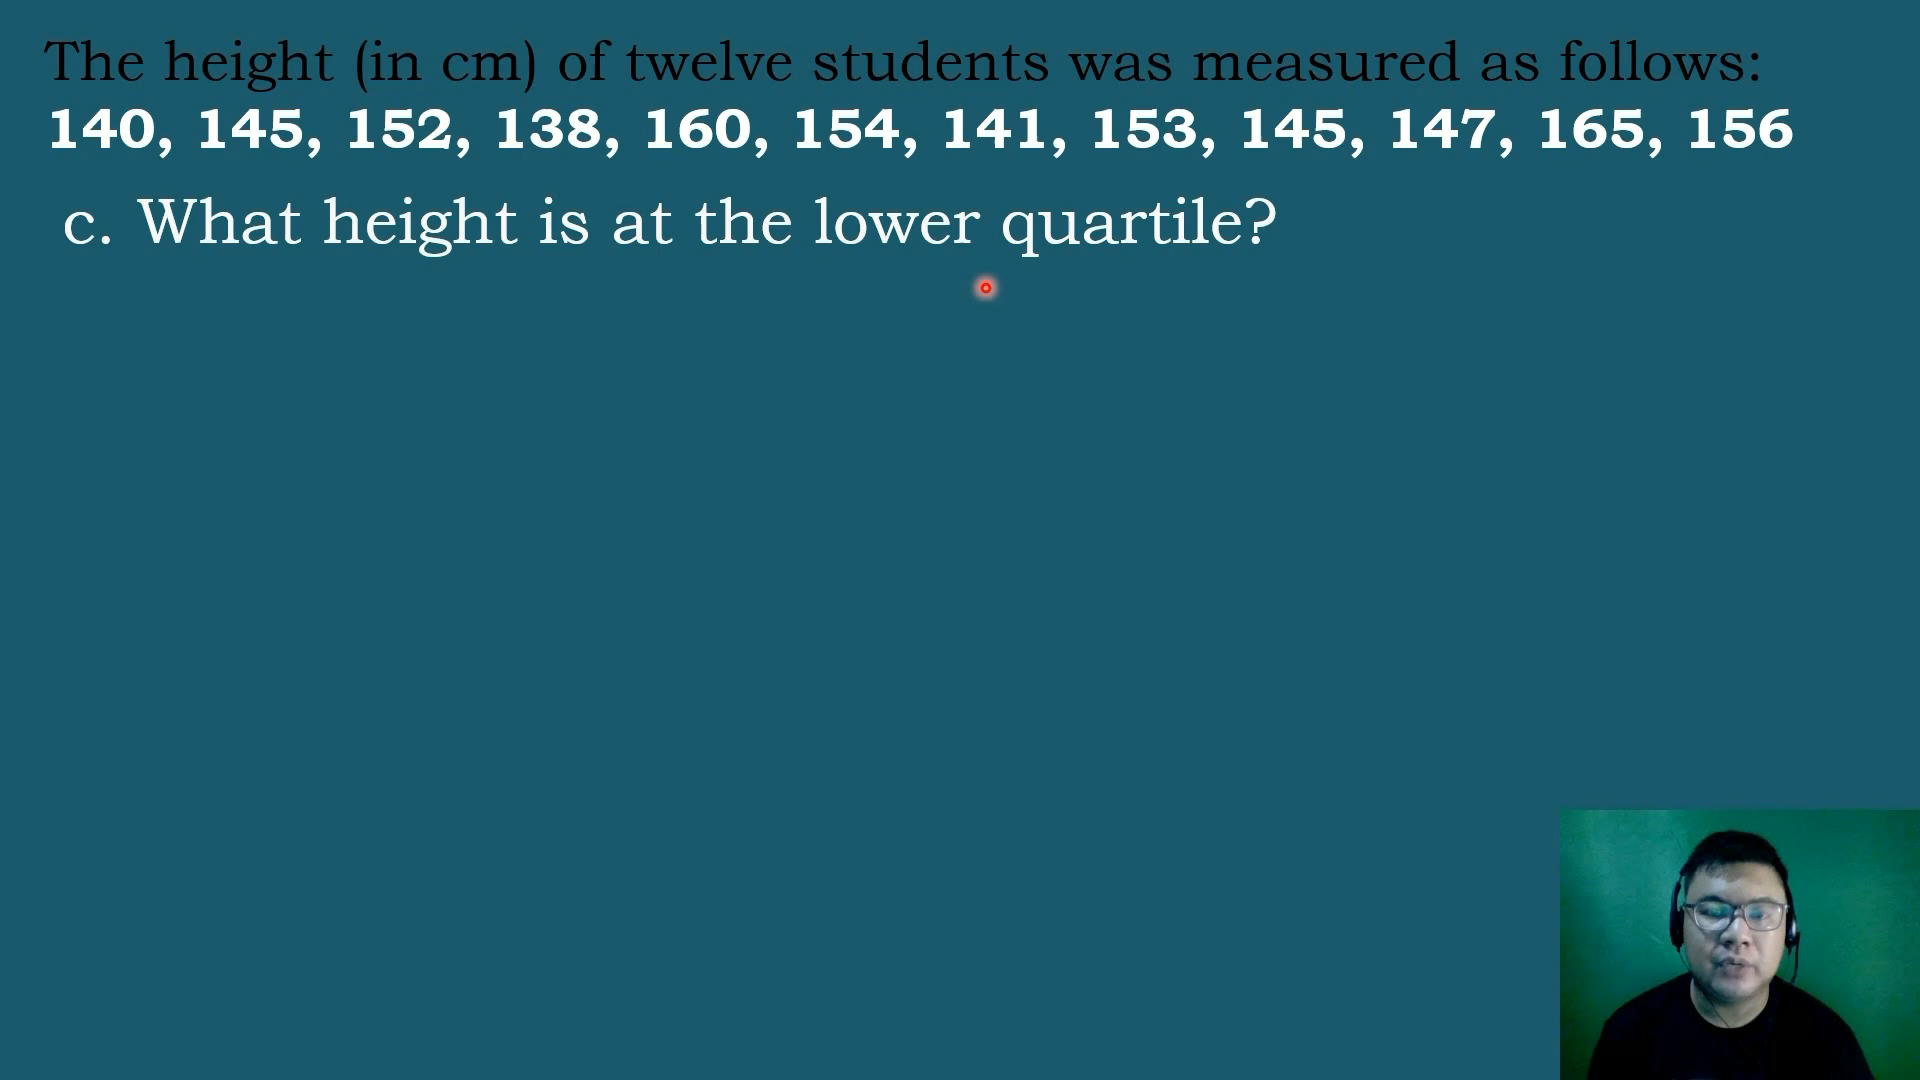 The height (in cm) of twelve students was measured as follows:
140, 145, 152, 138, 160, 154, 141, 153, 145, 147, 165, 156
c. What height is at the lower quartile?